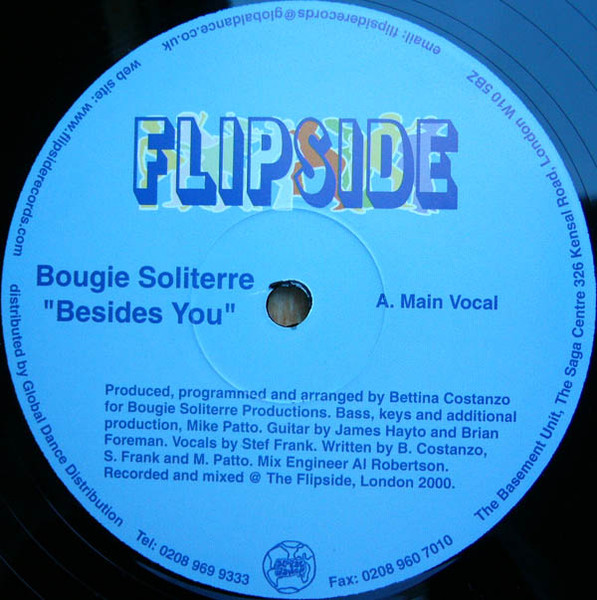 FLIPSIDE
Bougie Soliterre
"Besides You"
A. Main Vocal
Produced, programmed and arranged by Bettina Costanzo
for Bougie Soliterre Productions. Bass, keys and additional
production, Mike Patto. Guitar by James Hayto and Brian
Foreman. Vocals by Stef Frank. Written by B. Costanzo,
S. Frank and M. Patto. Mix Engineer Al Robertson.
Recorded and mixed @ The Flipside, London 2000.
The Basement Unit, The Saga Centre 326 Kensal Road, London W10 5BZ
email: flipsiderecords@globaldance.co.uk
web site: www.flipsiderecords.com
distributed by Global Dance Distribution
Tel: 0208 969 9333
Fax: 0208 960 7010